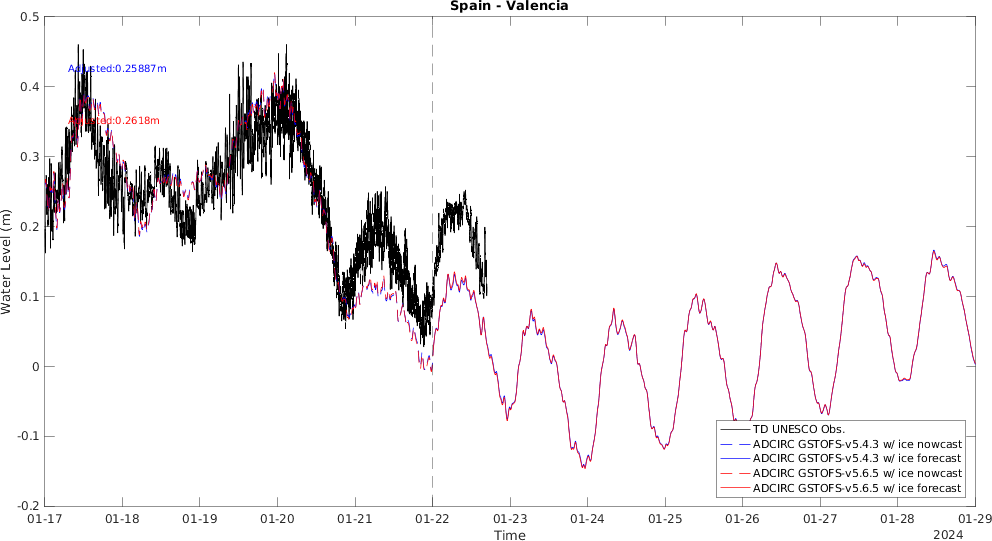 Spain - Valencia
0.5
0.4
0.3
0.2
0.1
0
-0.1
-0.2
Water Level (m)
Adjusted:0.25887m
Adjusted:0.2618m
TD UNESCO Obs.
ADCIRC GSTOFS-v5.4.3 w/ ice nowcast
ADCIRC GSTOFS-v5.4.3 w/ ice forecast
ADCIRC GSTOFS-v5.6.5 w/ ice nowcast
ADCIRC GSTOFS-v5.6.5 w/ ice forecast
01-17 01-18 01-19 01-20 01-21 01-22 01-23 01-24 01-25 01-26 01-27 01-28 01-29
Time
2024